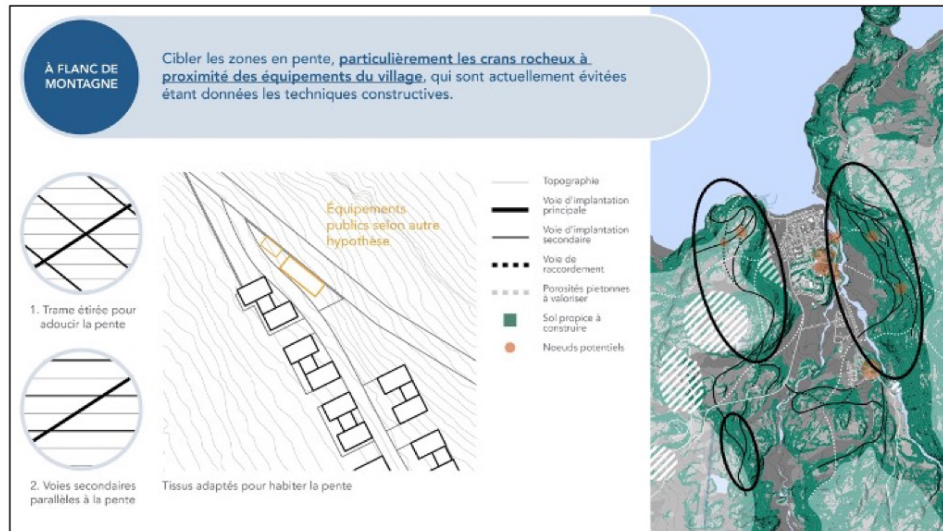 À FLANC DE
MONTAGNE
Cibler les zones en pente, particulièrement les crans rocheux à
proximité des équipements du village, qui sont actuellement évitées
étant données les techniques constructives.
1. Trame étirée pour
adoucir la pente
2. Voies secondaires
parallèles à la pente
Équipements
publics selon autre
hypothèse
Tissus adaptés pour habiter la pente
Topographie
Voie d'implantation
principale
Voie d'implantation
secondaire
Voie de
raccordement
Porosités pietonnes
à valoriser
Sol propice à
construire
Noeuds potentiels